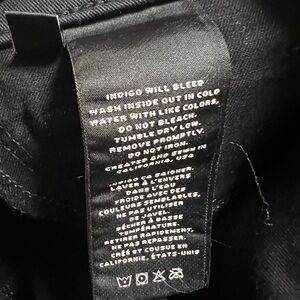 INDIGO WILL BLEED
WASH INSIDE OUT IN COLD
WATER WITH LIKE COLORS.
DO NOT BLEACH.
TUMBLE DRY LOW.
REMOVE PROMPTLY.
DO NOT IRON.
CREATED AND SEWN IN
CALIFORNIA, USA
INDIGO ÇA SAIGNER.
LAVER À L'ENVERS
DANS L'EAU
FROIDE AVEC DES
COULEURS SEMBLABLES.
NE PAS UTILISER
DE JAVEL.
SÉCHER À BASSE
TEMPÉRATURE.
RETIRER RAPIDEMENT.
NE PAS REPASSER.
CRÉÉ ET COUSU EN
CALIFORNIE, ÉTATS-UNIS